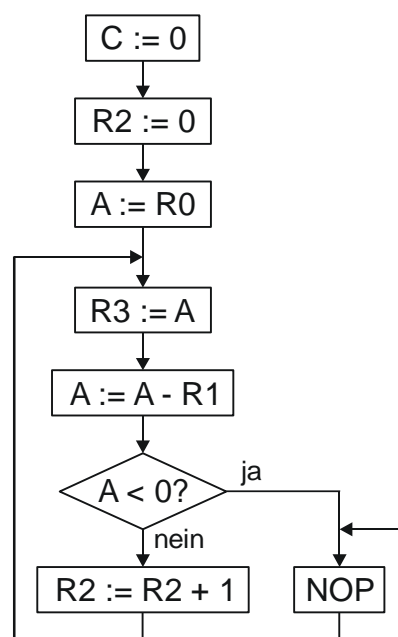 C := 0
R2 := 0
A := R0
R3 := A
A := A - R1
A < 0?
ja
nein
R2 := R2 + 1
NOP